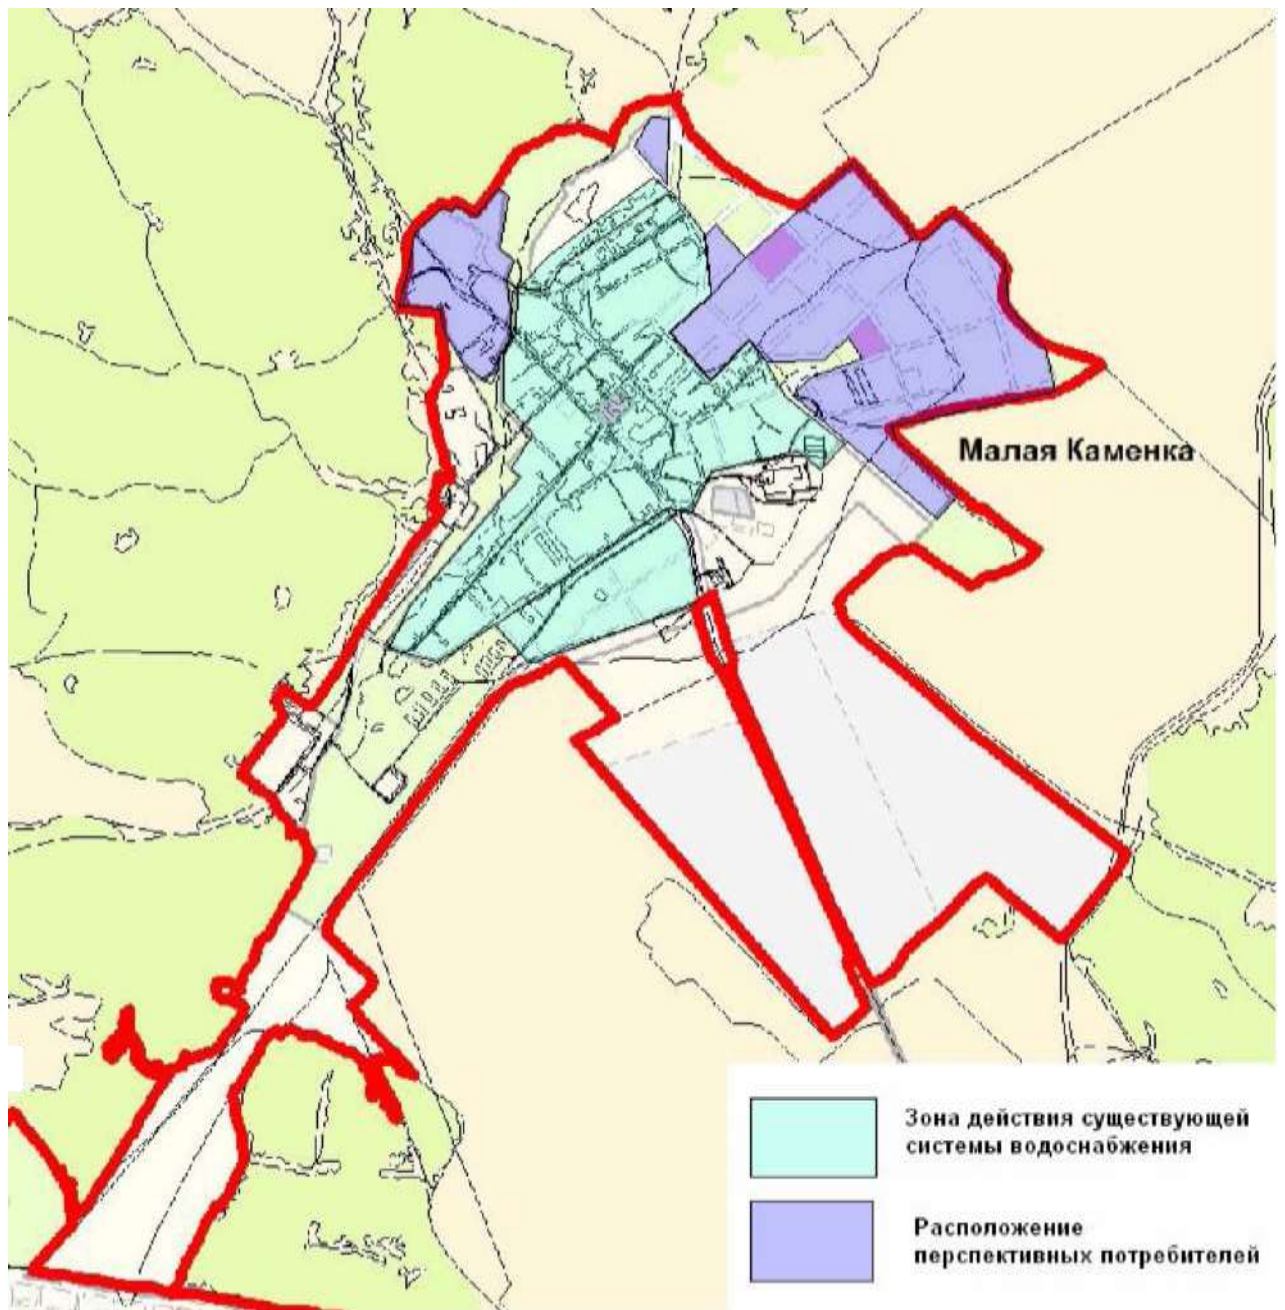 Малая Каменка
Зона действия существующей
системы водоснабжения
Расположение
перспективных потребителей